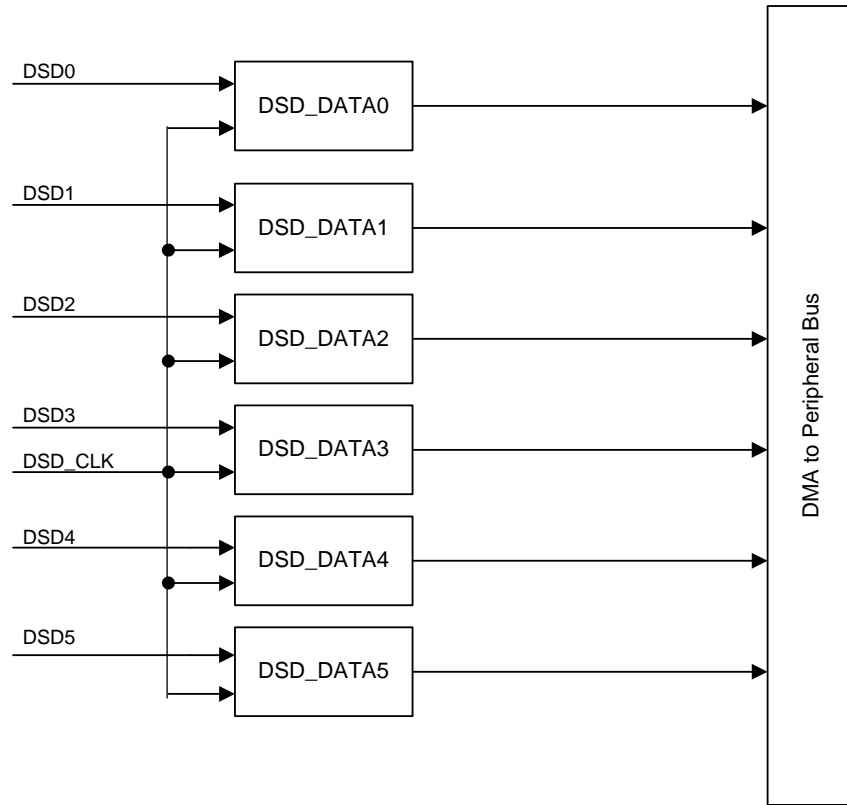 DSD0
DSD_DATA0
DSD1
DSD_DATA1
DSD2
DSD_DATA2
DSD3
DSD_CLK
DSD_DATA3
DSD4
DSD_DATA4
DSD5
DSD_DATA5
DMA to Peripheral Bus